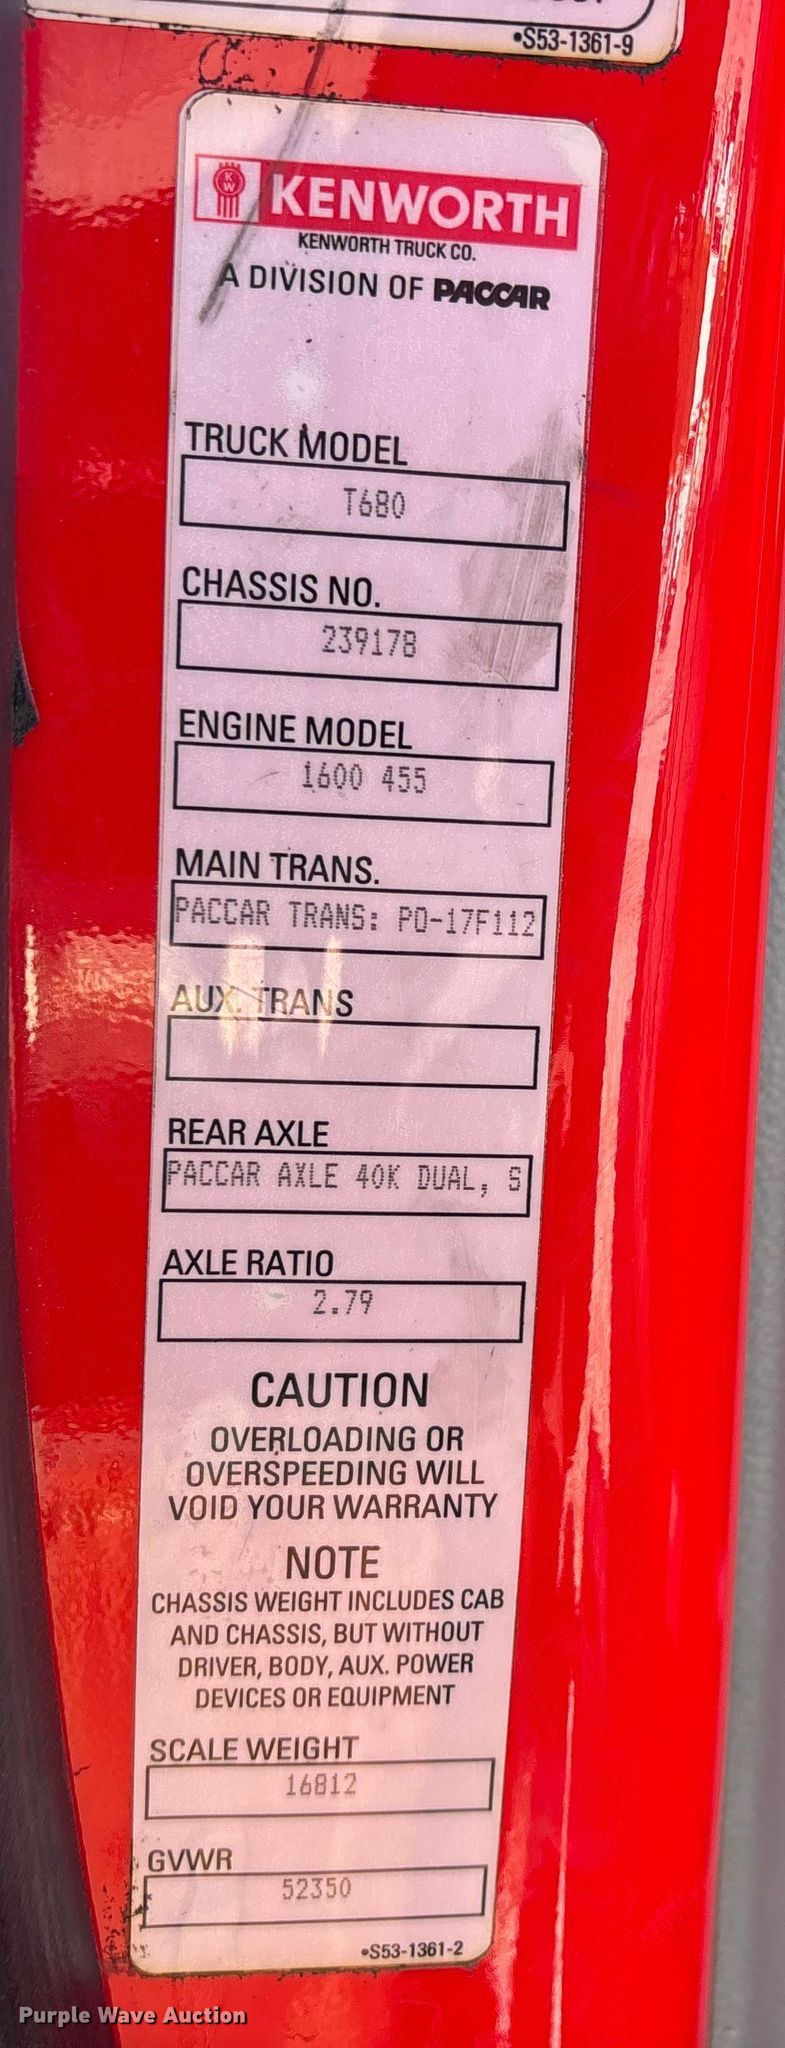 •S53-1361-9
KW KENWORTH
KENWORTH TRUCK CO.
A DIVISION OF PACCAR
TRUCK MODEL
T680
CHASSIS NO.
239178
ENGINE MODEL
1600 455
MAIN TRANS.
PACCAR TRANS: PO-17F112
AUX. TRANS
REAR AXLE
PACCAR AXLE 40K DUAL, S
AXLE RATIO
2.79
CAUTION
OVERLOADING OR
OVERSPEEDING WILL
VOID YOUR WARRANTY
NOTE
CHASSIS WEIGHT INCLUDES CAB
AND CHASSIS, BUT WITHOUT
DRIVER, BODY, AUX. POWER
DEVICES OR EQUIPMENT
SCALE WEIGHT
16812
GVWR
52350
•S53-1361-2
Purple Wave Auction